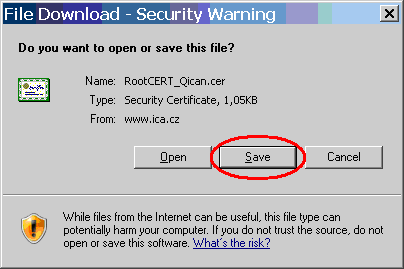 File Download - Security Warning
Do you want to open or save this file?
Name: RootCERT_Qican.cer
Type: Security Certificate, 1,05KB
From: www.ica.cz
Open Save Cancel
While files from the Internet can be useful, this file type can
potentially harm your computer. If you do not trust the source, do not
open or save this software. What's the risk?